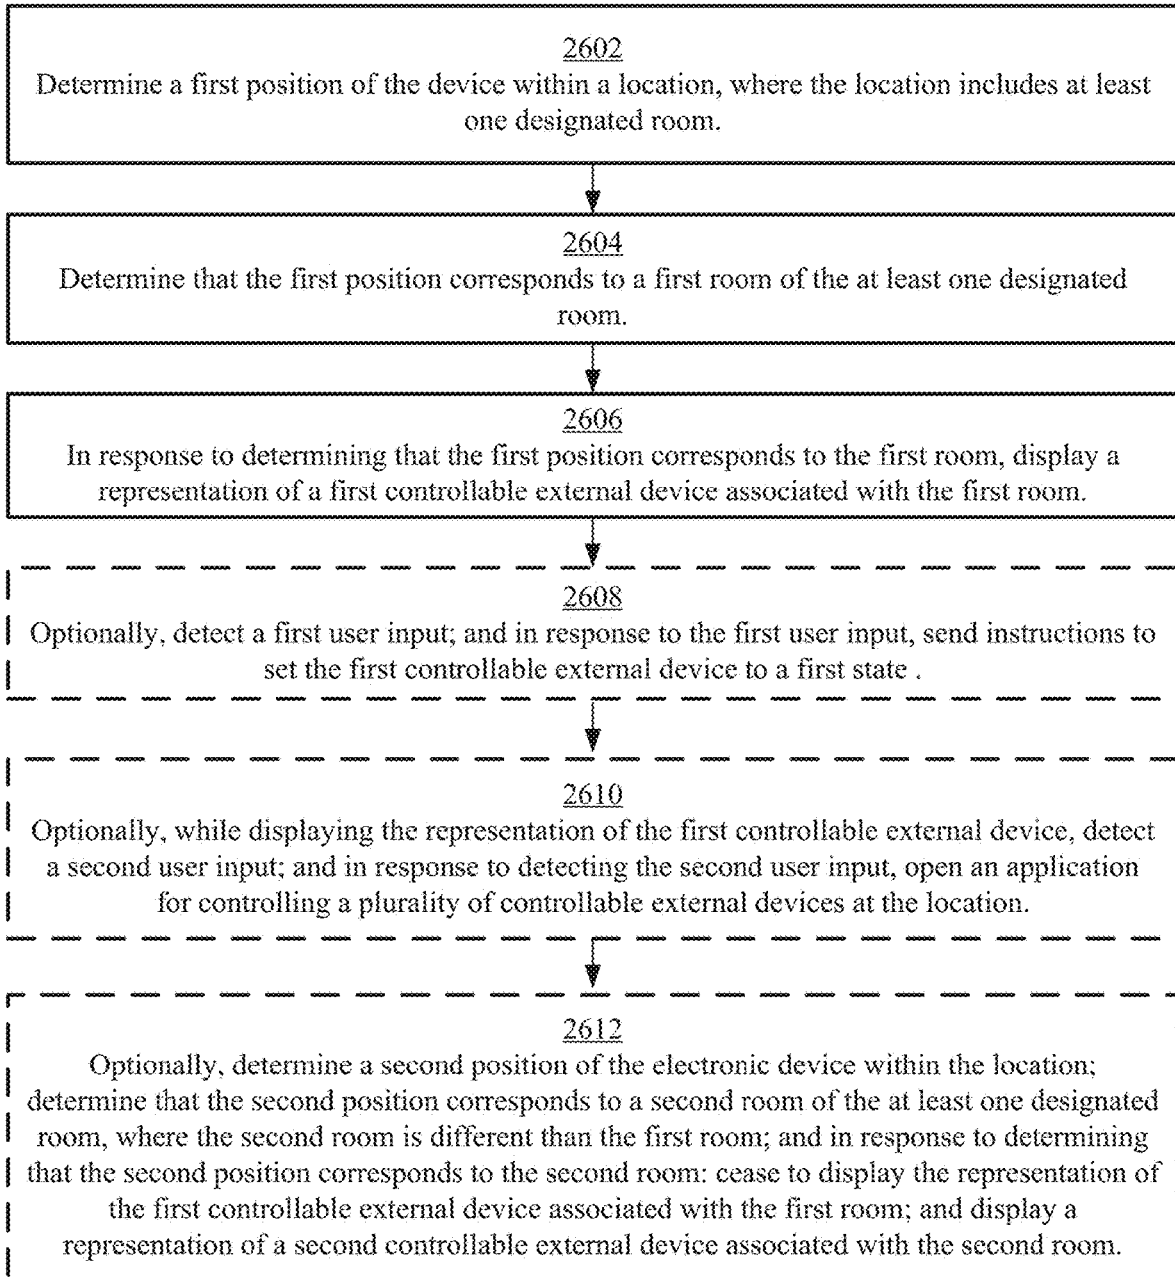 2602
Determine a first position of the device within a location, where the location includes at least
one designated room.
2604
Determine that the first position corresponds to a first room of the at least one designated
room.
2606
In response to determining that the first position corresponds to the first room, display a
representation of a first controllable external device associated with the first room.
2608
Optionally, detect a first user input; and in response to the first user input, send instructions to
set the first controllable external device to a first state .
2610
Optionally, while displaying the representation of the first controllable external device, detect
a second user input; and in response to detecting the second user input, open an application
for controlling a plurality of controllable external devices at the location.
2612
Optionally, determine a second position of the electronic device within the location;
determine that the second position corresponds to a second room of the at least one designated
room, where the second room is different than the first room; and in response to determining
that the second position corresponds to the second room: cease to display the representation of
the first controllable external device associated with the first room; and display a
representation of a second controllable external device associated with the second room.